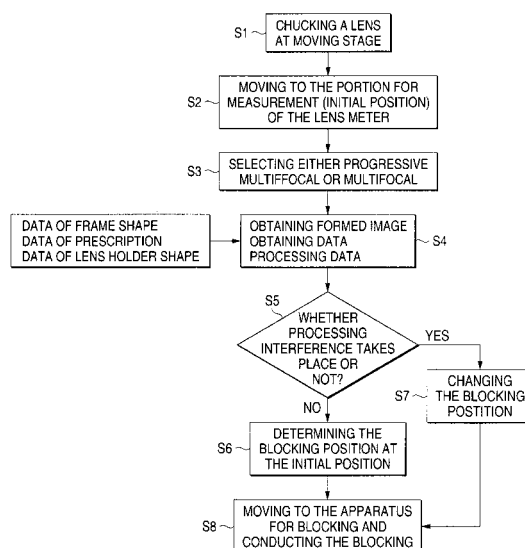 S1
CHUCKING A LENS
AT MOVING STAGE
S2
MOVING TO THE PORTION FOR
MEASUREMENT (INITIAL POSITION)
OF THE LENS METER
S3
SELECTING EITHER PROGRESSIVE
MULTIFFOCAL OR MULTIFOCAL
DATA OF FRAME SHAPE
DATA OF PRESCRIPTION
DATA OF LENS HOLDER SHAPE
OBTAINING FORMED IMAGE
OBTAINING DATA
PROCESSING DATA
S4
S5
WHETHER
PROCESSING
INTERFERENCE TAKES
PLACE OR
NOT?
YES
NO
S7
CHANGING
THE BLOCKING
POSTITION
S6
DETERMINING THE
BLOCKING POSITION AT
THE INITIAL POSITION
S8
MOVING TO THE APPARATUS
FOR BLOCKING AND
CONDUCTING THE BLOCKING